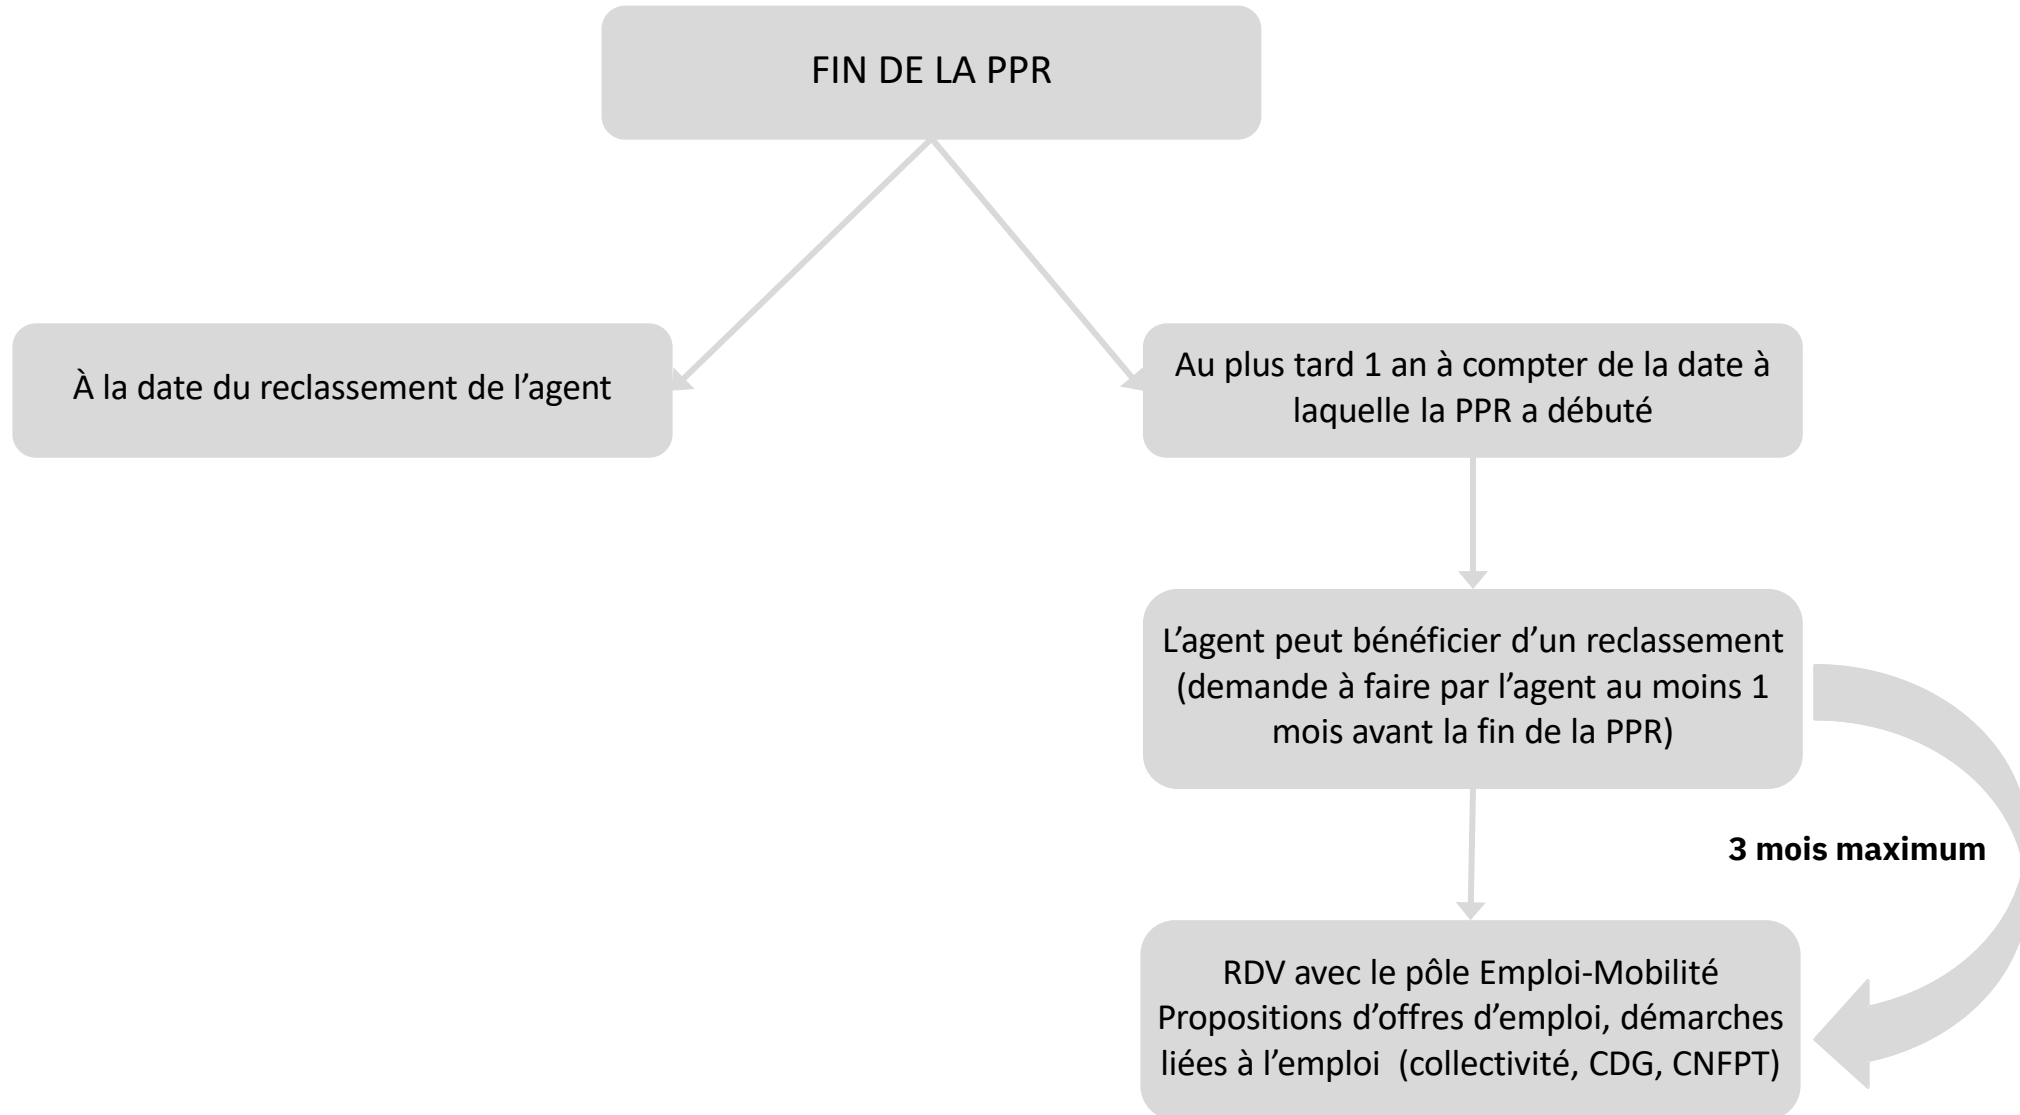 FIN DE LA PPR
À la date du reclassement de l’agent
Au plus tard 1 an à compter de la date à
laquelle la PPR a débuté
L’agent peut bénéficier d’un reclassement
(demande à faire par l’agent au moins 1
mois avant la fin de la PPR)
3 mois maximum
RDV avec le pôle Emploi-Mobilité
Propositions d’offres d’emploi, démarches
liées à l’emploi  (collectivité, CDG, CNFPT)